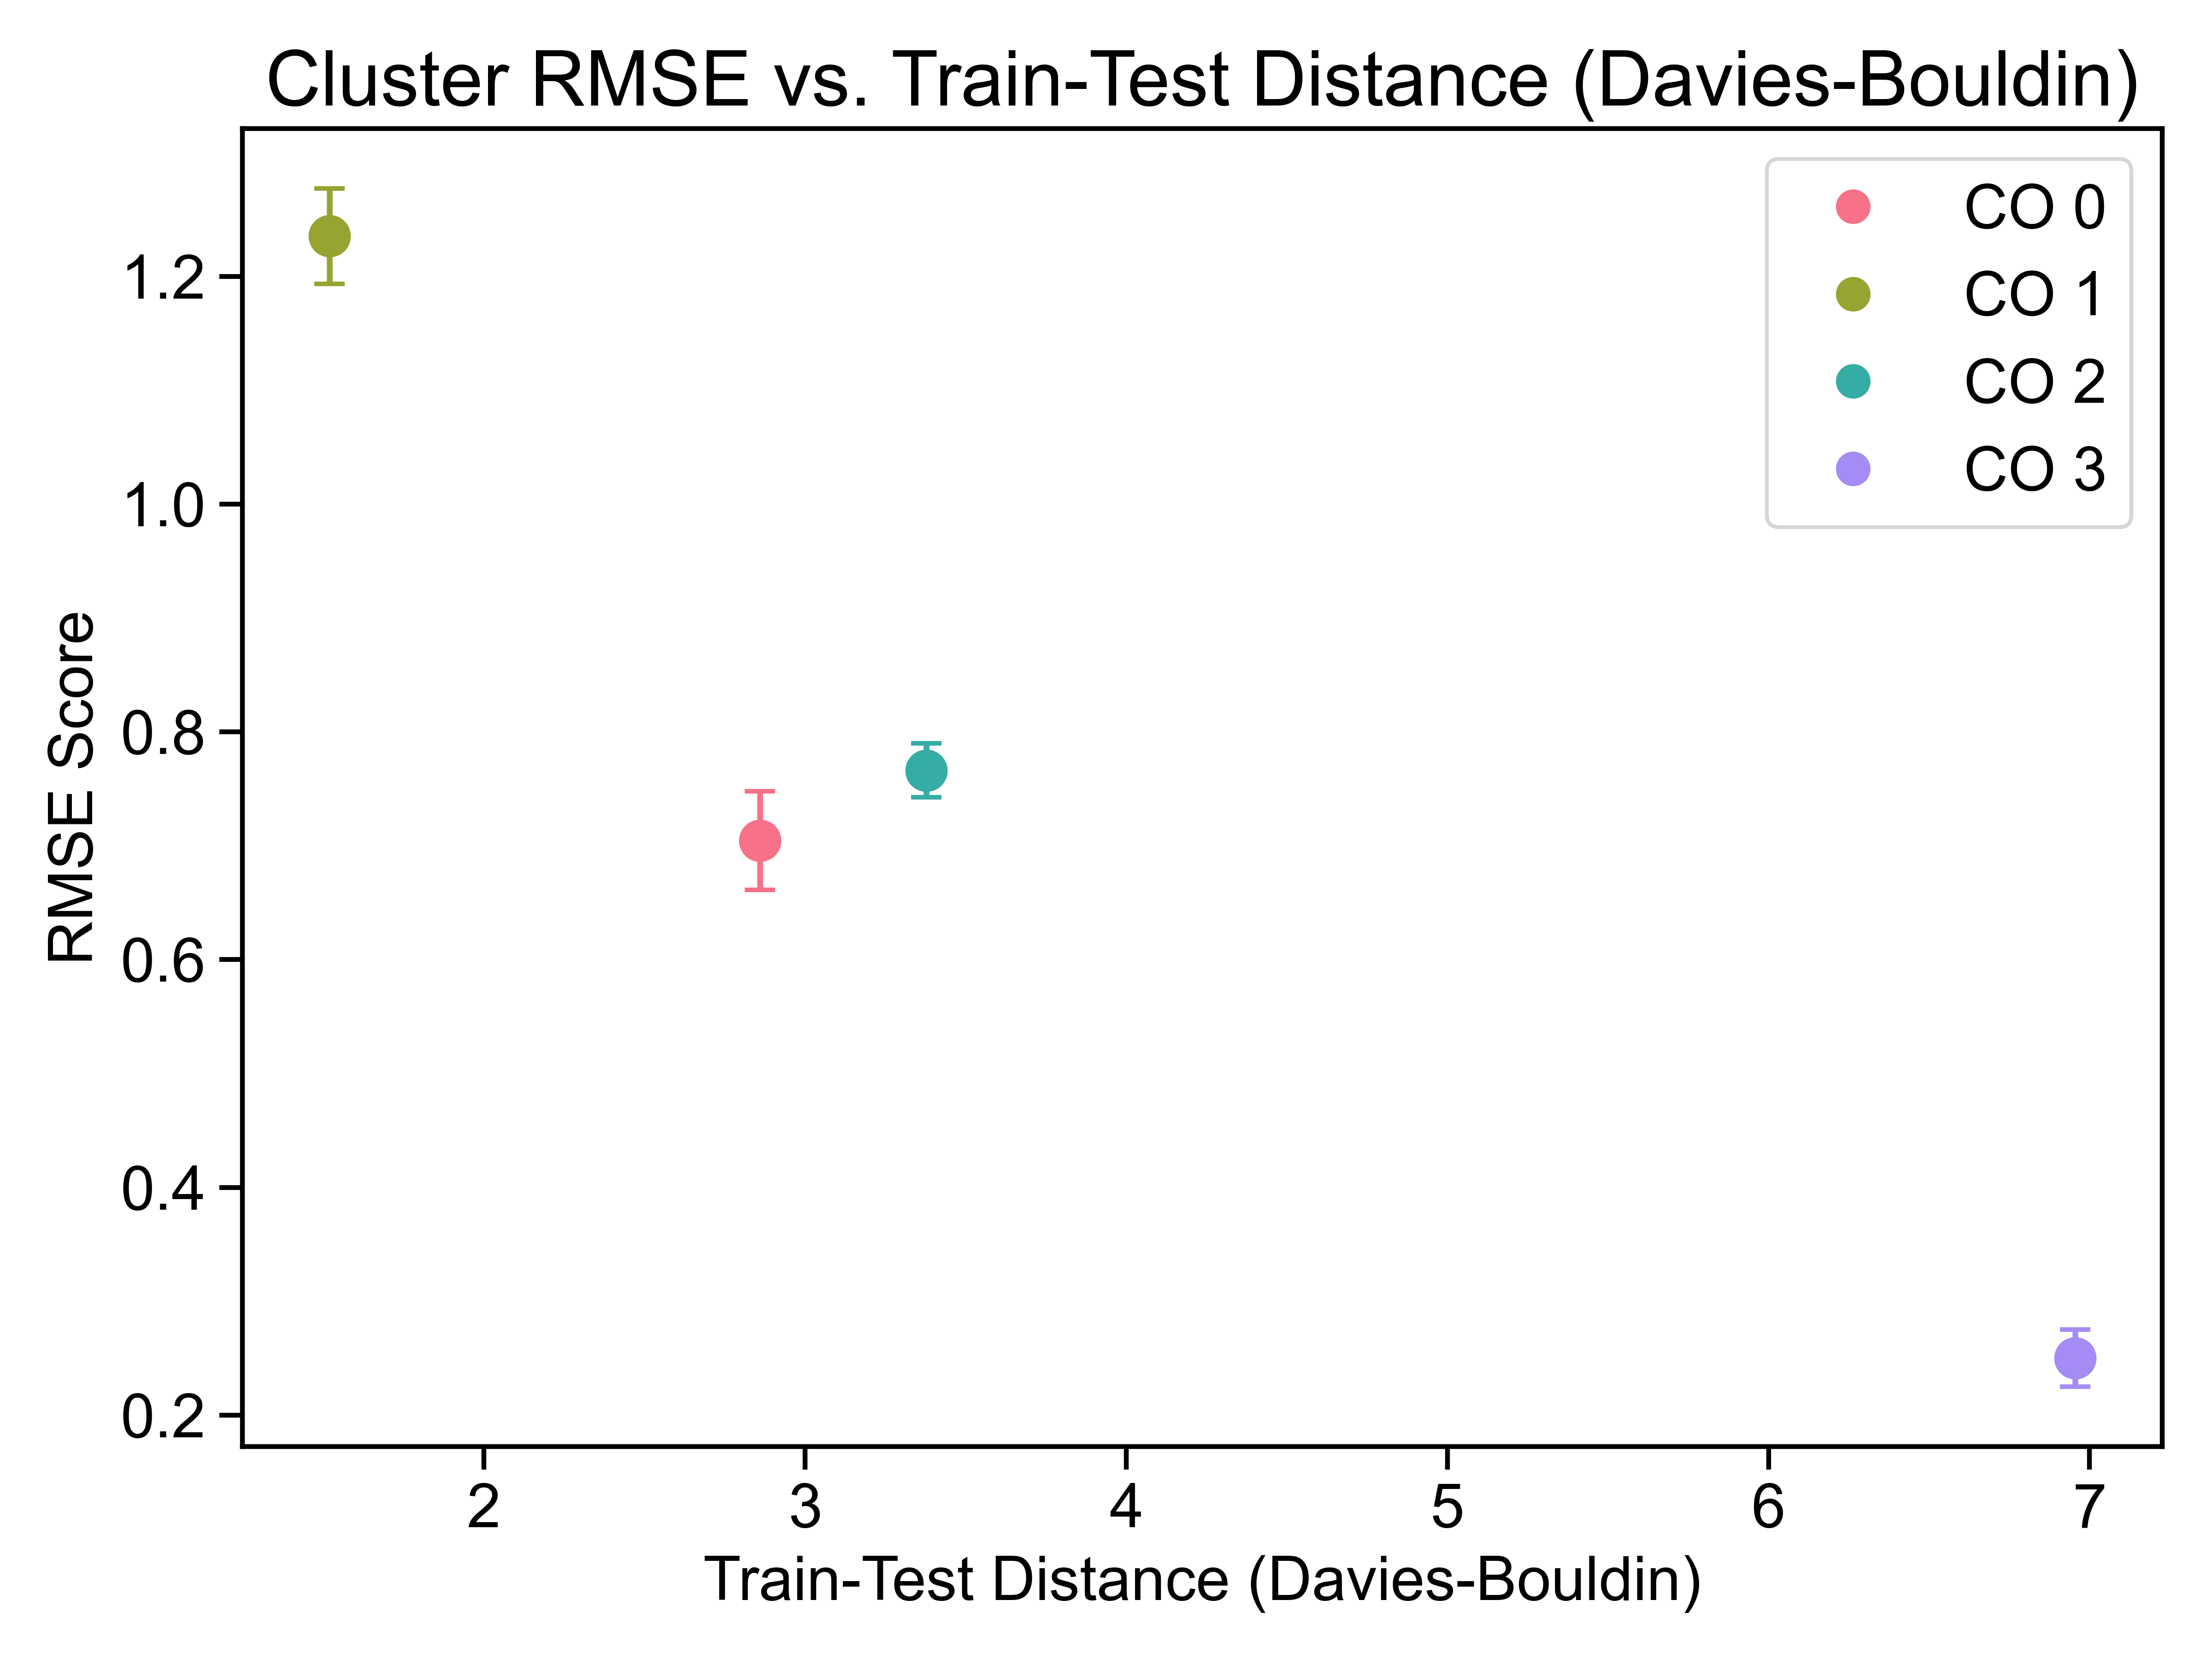 Cluster RMSE vs. Train-Test Distance (Davies-Bouldin)
CO 0
CO 1
CO 2
CO 3
RMSE Score
1.2
1.0
0.8
0.6
0.4
0.2
2 3 4 5 6 7
Train-Test Distance (Davies-Bouldin)